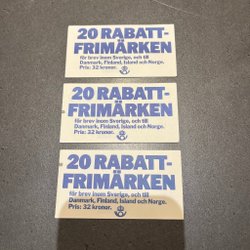 20 RABATT-
FRIMÄRKEN
för brev inom Sverige, och till
Danmark, Finland, Island och Norge.
Pris: 32 kronor.
20 RABATT-
FRIMÄRKEN
för brev inom Sverige, och till
Danmark, Finland, Island och Norge.
Pris: 32 kronor.
20 RABATT-
FRIMÄRKEN
för brev inom Sverige, och till
Danmark, Finland, Island och Norge.
Pris: 32 kronor.